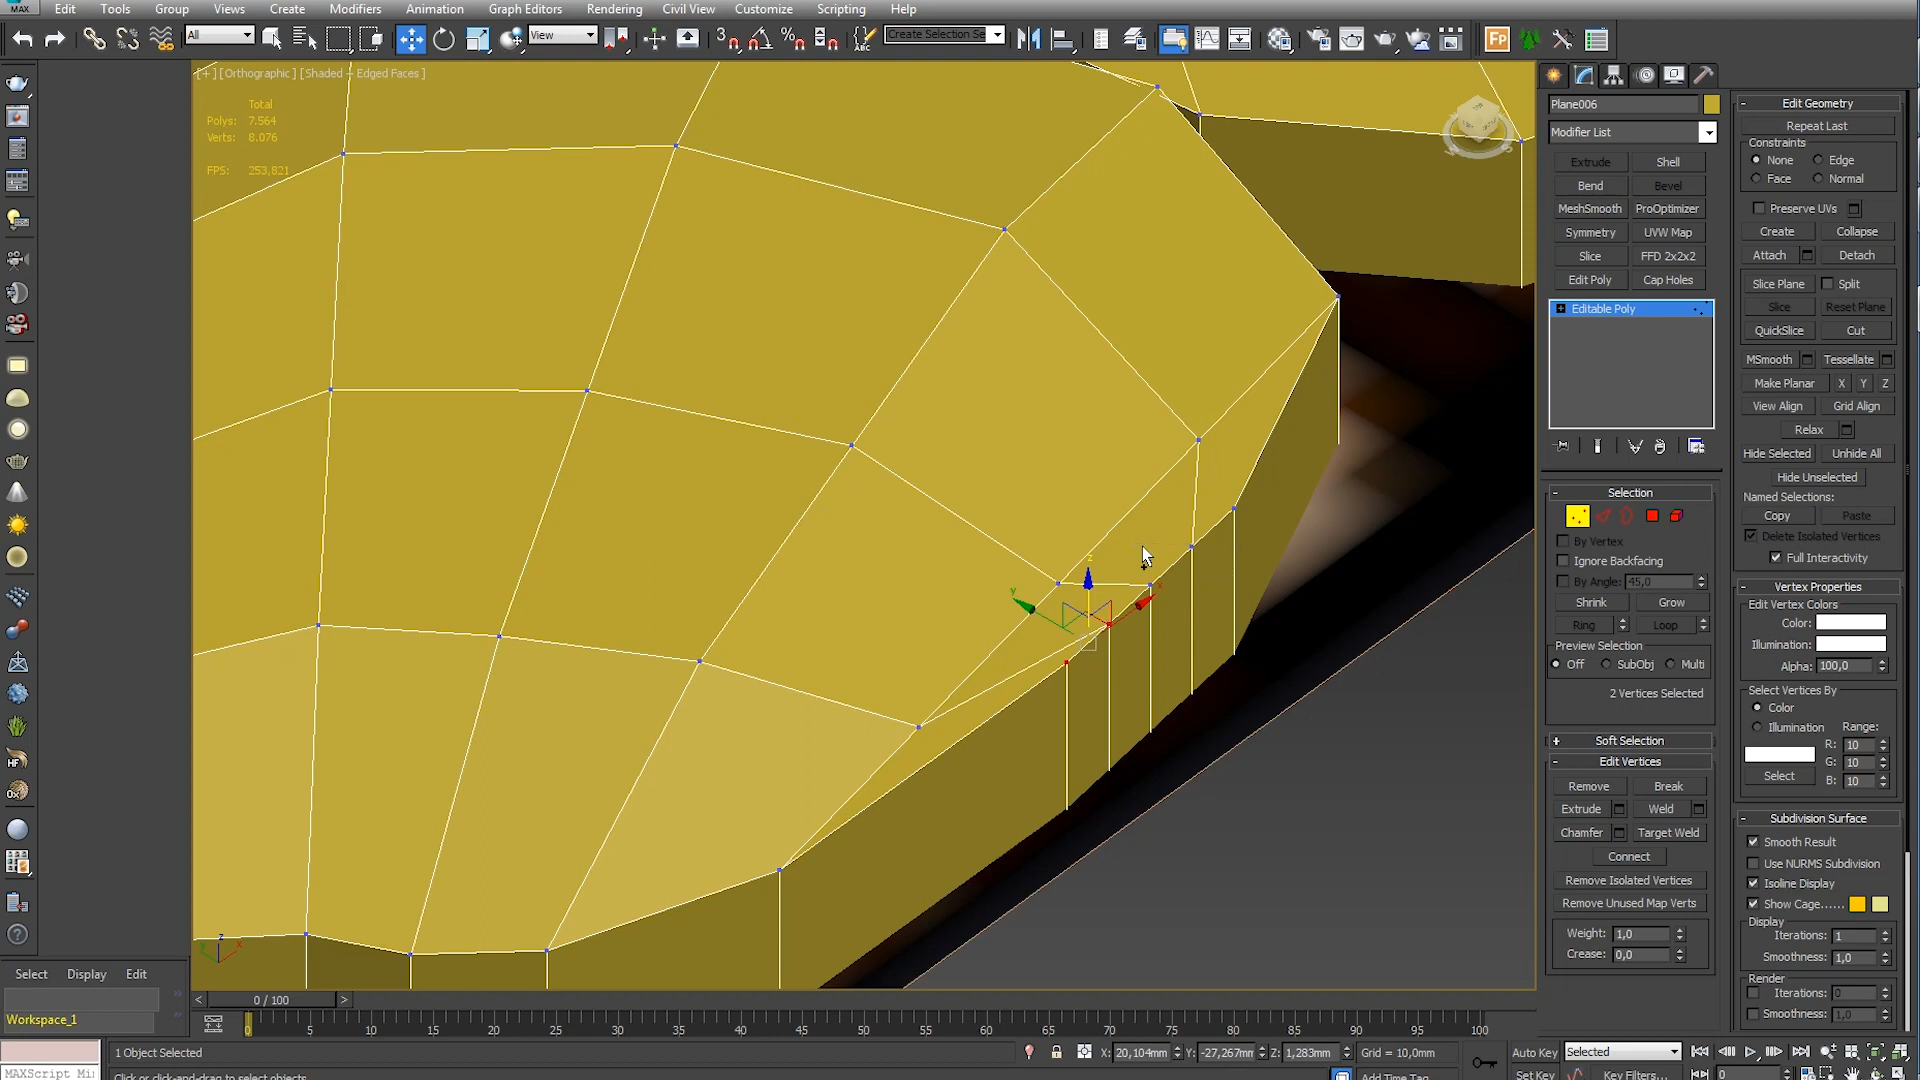 MAX Edit Tools Group Views Create Modifiers Animation Graph Editors Rendering Civil View Customize Scripting Help
All View 3 % ABC Create Selection Se Fp
[+] [Orthographic] [Shaded + Edged Faces]
Total
Polys: 7.564
Verts: 8.076
FPS: 253,821
z
y
Plane006
Modifier List
Extrude Shell
Bend Bevel
MeshSmooth ProOptimizer
Symmetry UVW Map
Slice FFD 2x2x2
Edit Poly Cap Holes
Editable Poly
- Selection
By Vertex
Ignore Backfacing
By Angle: 45,0
Shrink Grow
Ring Loop
Preview Selection
Off SubObj Multi
2 Vertices Selected
+ Soft Selection
- Edit Vertices
Remove Break
Extrude Weld
Chamfer Target Weld
Connect
Remove Isolated Vertices
Remove Unused Map Verts
Weight: 1,0
Crease: 0,0
- Edit Geometry
Repeat Last
Constraints
None Edge
Face Normal
Preserve UVs
Create Collapse
Attach Detach
Slice Plane Split
Slice Reset Plane
QuickSlice Cut
MSmooth Tessellate
Make Planar X Y Z
View Align Grid Align
Relax
Hide Selected Unhide All
Hide Unselected
Named Selections:
Copy Paste
Delete Isolated Vertices
Full Interactivity
- Vertex Properties
Edit Vertex Colors
Color:
Illumination:
Alpha: 100,0
Select Vertices By
Color
Illumination Range:
R: 10
G: 10
Select B: 10
- Subdivision Surface
Smooth Result
Use NURMS Subdivision
Isoline Display
Show Cage......
Display
Iterations: 1
Smoothness: 1,0
Render
Iterations: 0
Smoothness: 1,0
HF
z
x
Select Display Edit
Workspace_1
< 0 / 100 >
0 5 10 15 20 25 30 35 40 45 50 55 60 65 70 75 80 85 90 95 100
1 Object Selected X: 20,104mm Y: -27,267mm Z: 1,283mm Grid = 10,0mm Auto Key Selected
MAXScript Mi Click or click-and-drag to select objects Add Time Tag Set Key Key Filters... 0